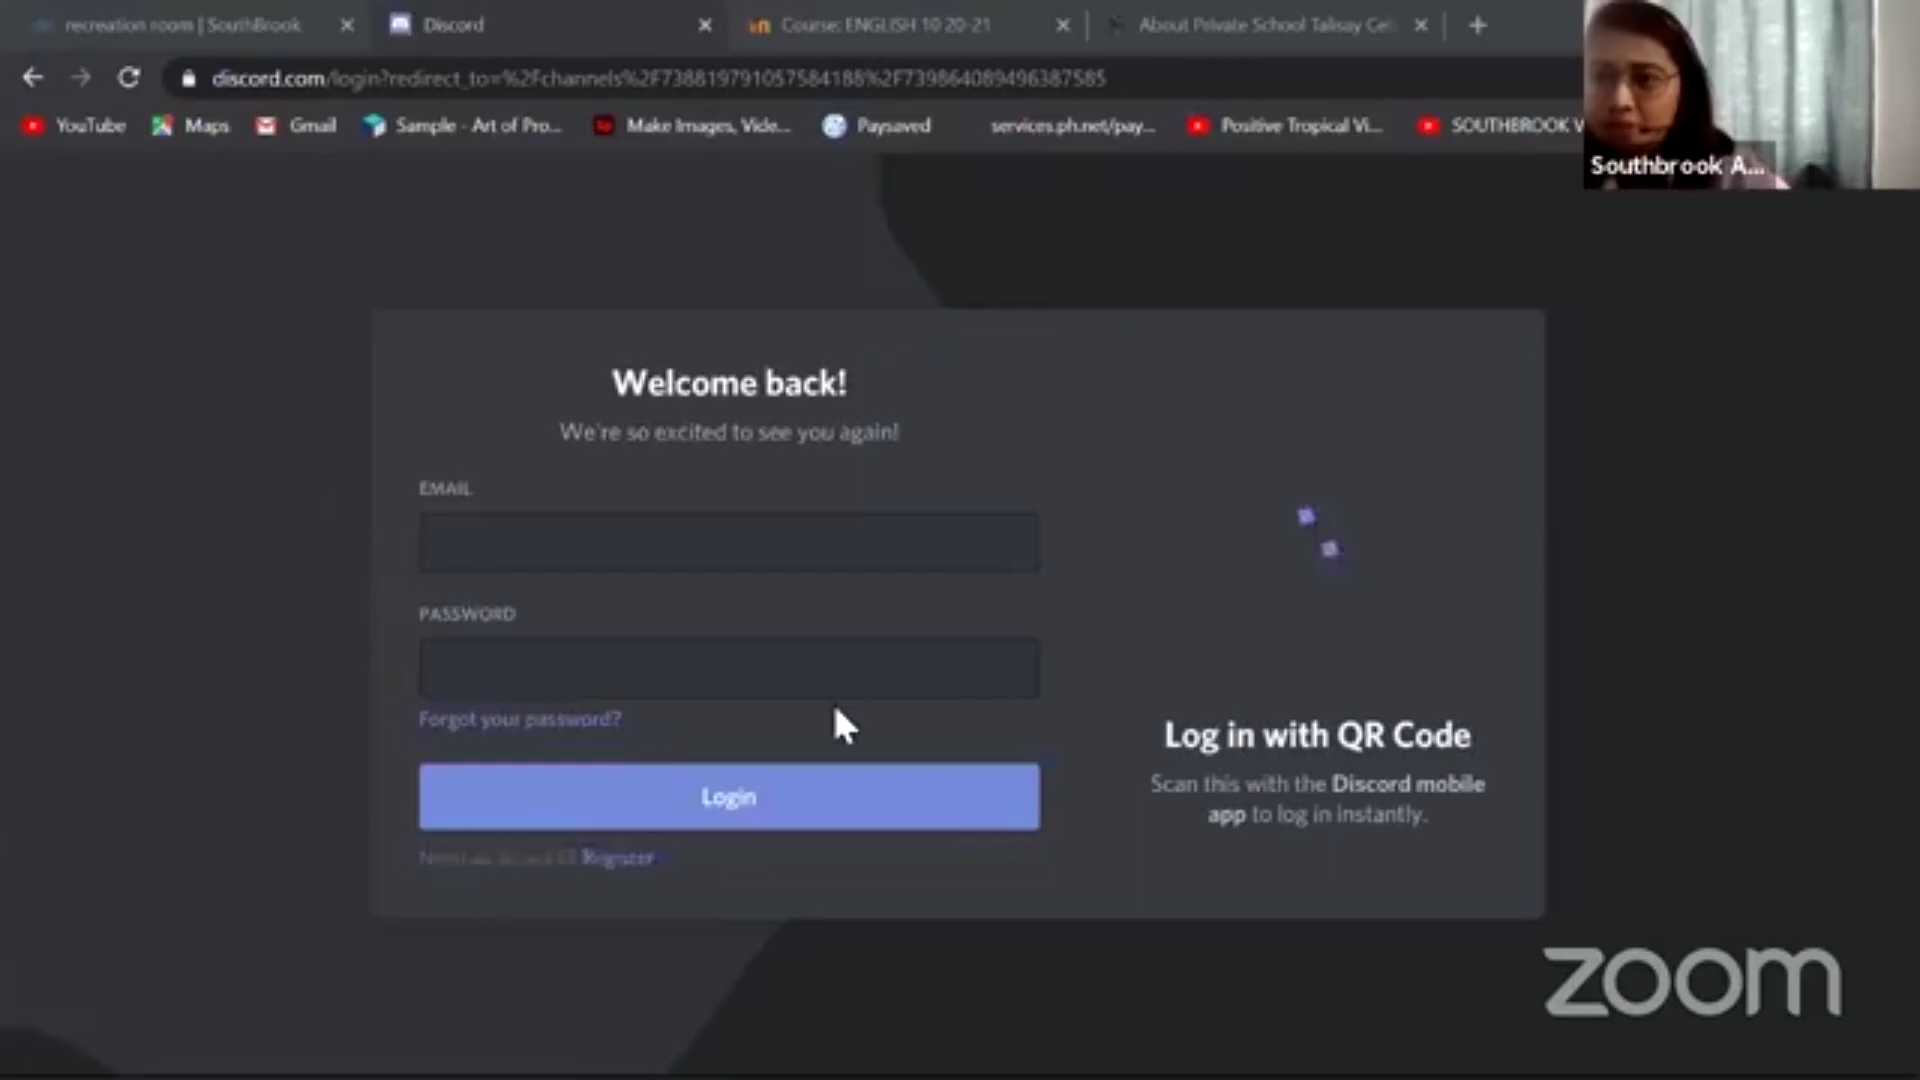 recreation room | SouthBrook
Discord
Course: ENGLISH 10 20-21
About Private School Talisay Ceb
discord.com/login?redirect_to=%2Fchannels%2F738819791057584188%2F739864089496387585
YouTube
Maps
Gmail
Sample - Art of Pro...
Make Images, Vide...
Paysaved
services.ph.net/pay...
Positive Tropical Vi...
SOUTHBROOK V
Southbrook A...
Welcome back!
We're so excited to see you again!
EMAIL
PASSWORD
Forgot your password?
Login
Register
Log in with QR Code
Scan this with the Discord mobile
app to log in instantly.
zoom